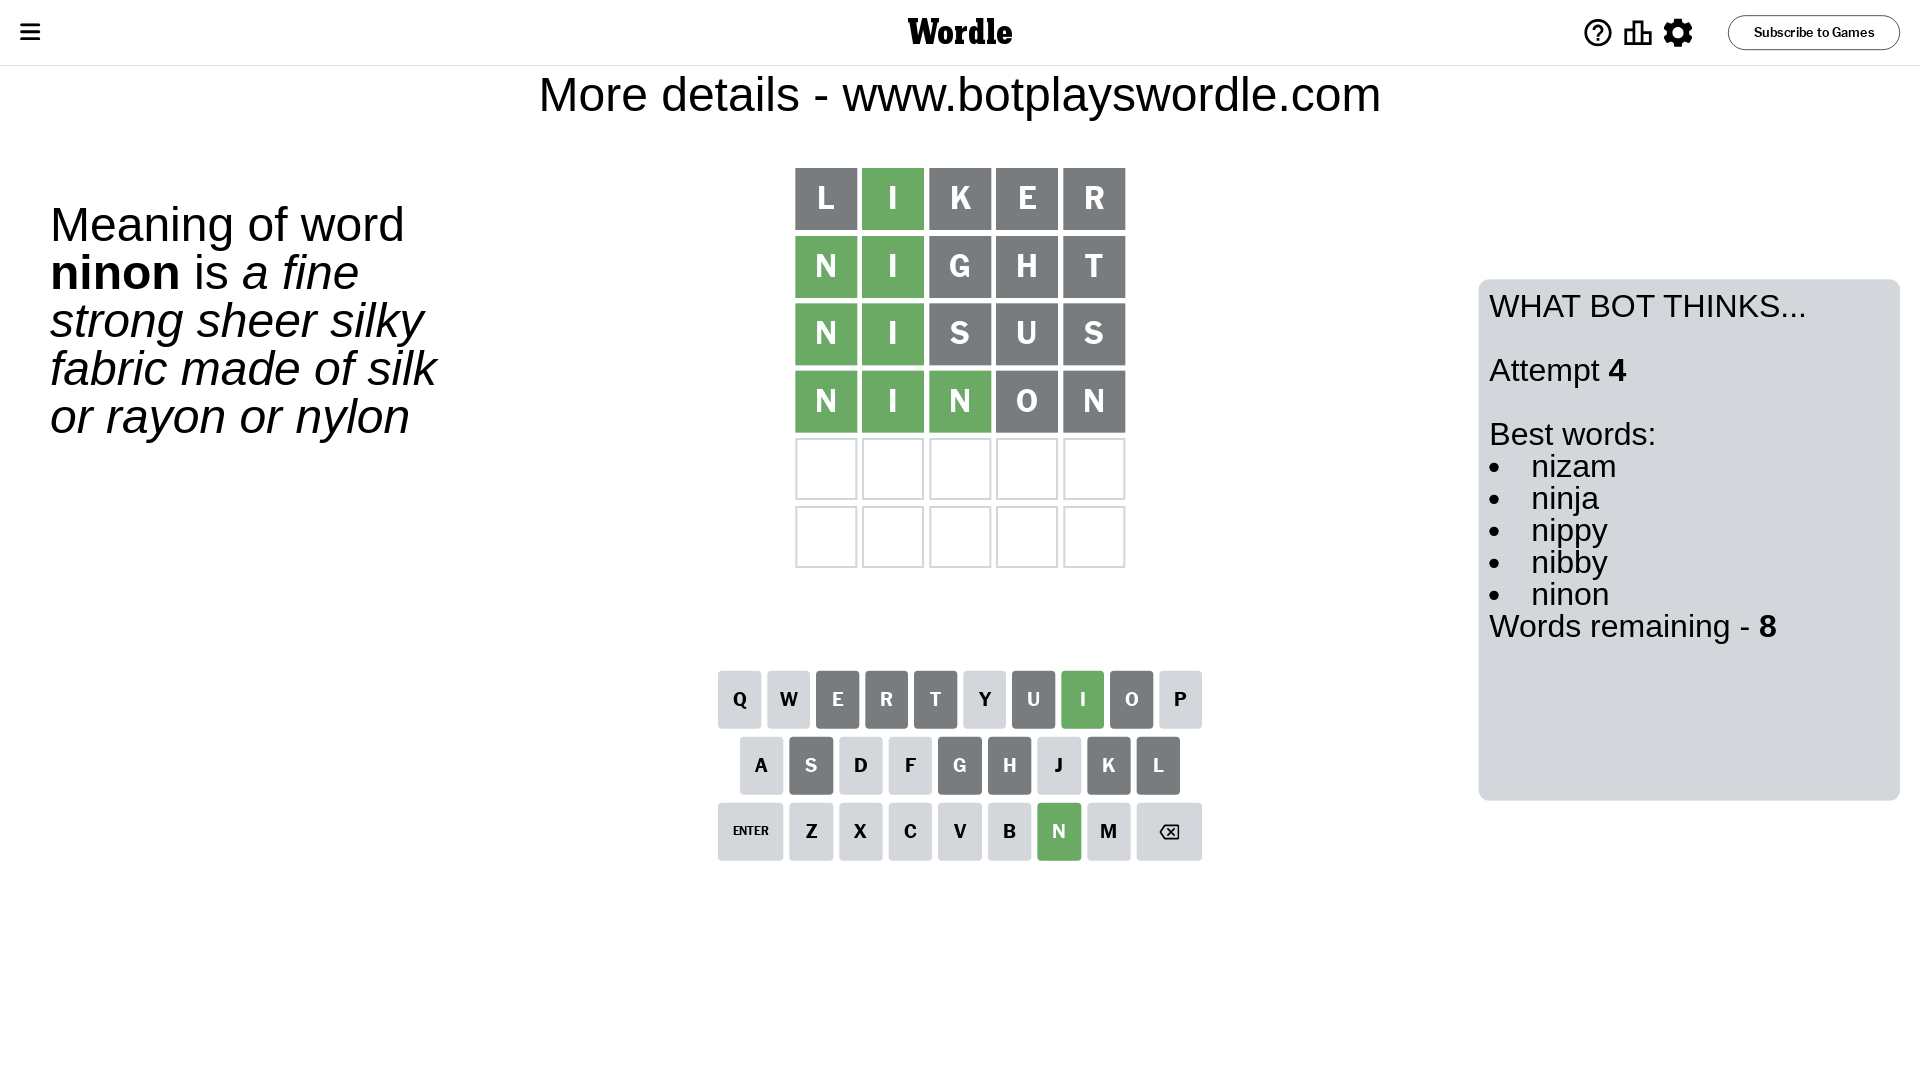 Wordle
Subscribe to Games
More details - www.botplayswordle.com
Meaning of word
ninon is a fine
strong sheer silky
fabric made of silk
or rayon or nylon
L I K E R
N I G H T
N I S U S
N I N O N
WHAT BOT THINKS...
Attempt 4
Best words:
• nizam
• ninja
• nippy
• nibby
• ninon
Words remaining - 8
Q W E R T Y U I O P
A S D F G H J K L
ENTER Z X C V B N M